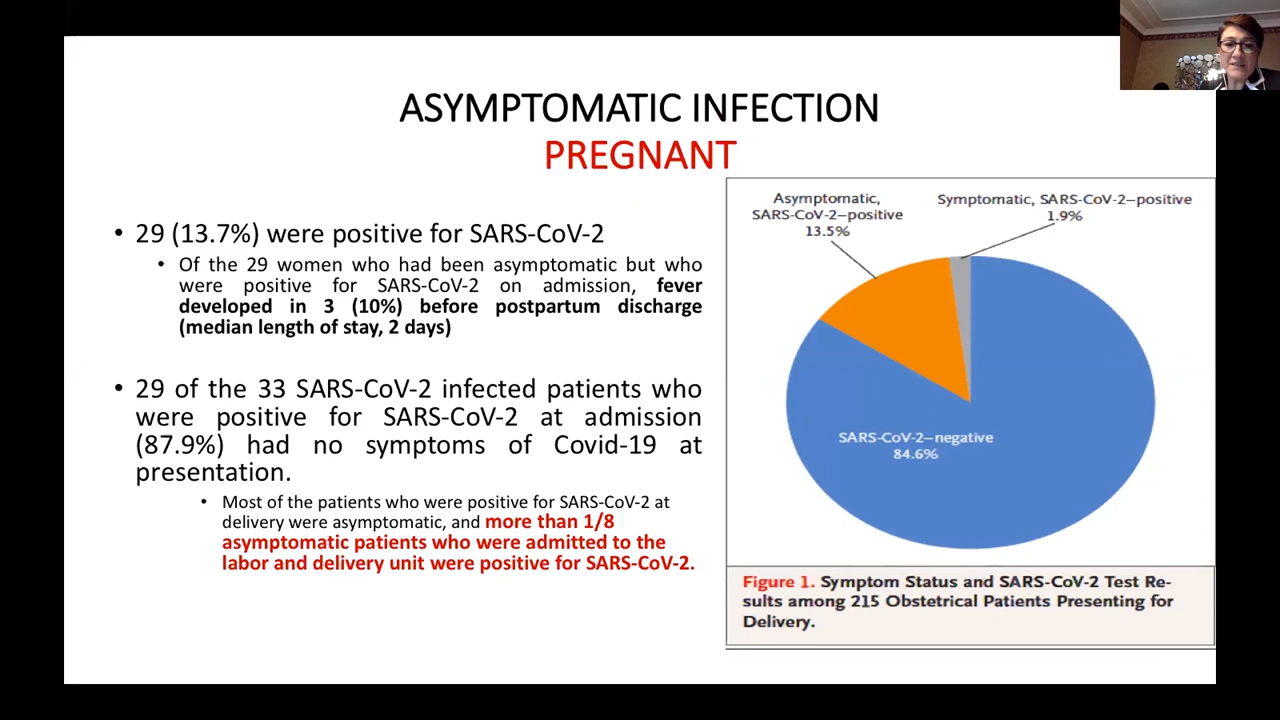 ASYMPTOMATIC INFECTION
PREGNANT
• 29 (13.7%) were positive for SARS-CoV-2
• Of the 29 women who had been asymptomatic but who
were positive for SARS-CoV-2 on admission, fever
developed in 3 (10%) before postpartum discharge
(median length of stay, 2 days)
• 29 of the 33 SARS-CoV-2 infected patients who
were positive for SARS-CoV-2 at admission
(87.9%) had no symptoms of Covid-19 at
presentation.
• Most of the patients who were positive for SARS-CoV-2 at
delivery were asymptomatic, and more than 1/8
asymptomatic patients who were admitted to the
labor and delivery unit were positive for SARS-CoV-2.
Asymptomatic,
SARS-CoV-2–positive
13.5%
Symptomatic, SARS-CoV-2–positive
1.9%
SARS-CoV-2–negative
84.6%
Figure 1. Symptom Status and SARS-CoV-2 Test Re-
sults among 215 Obstetrical Patients Presenting for
Delivery.